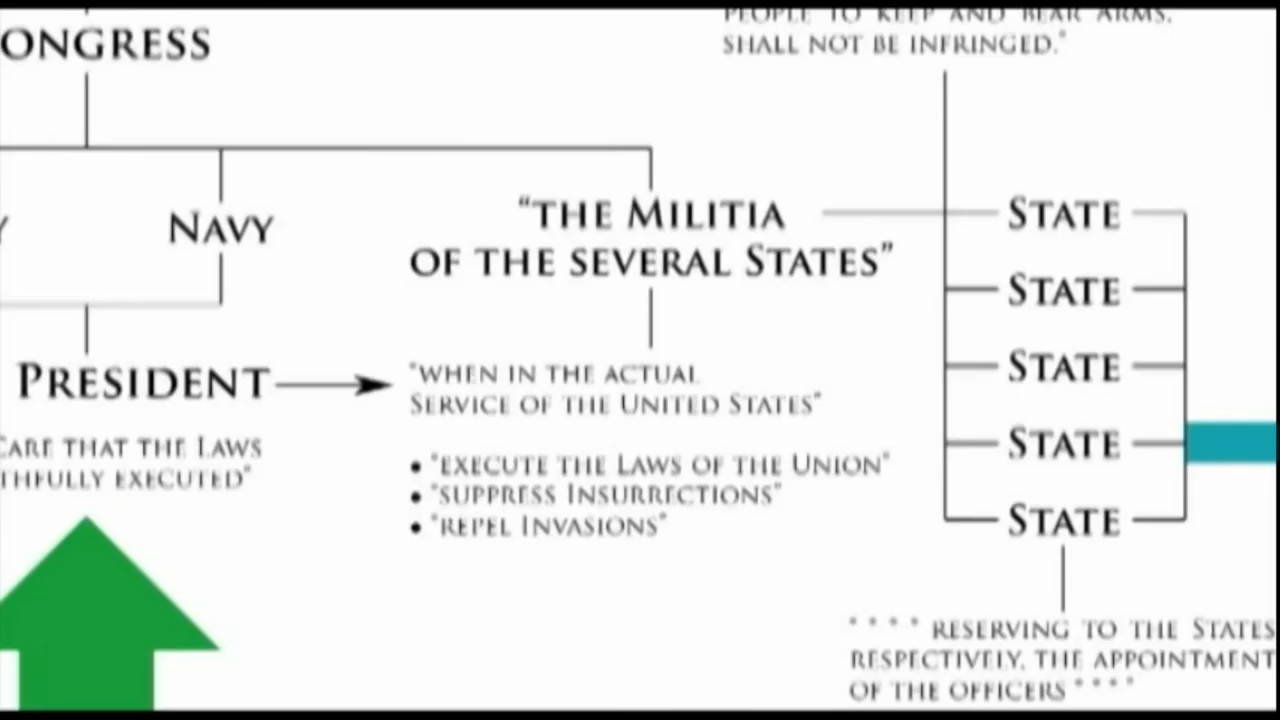 PEOPLE TO KEEP AND BEAR ARMS,
SHALL NOT BE INFRINGED."
ONGRESS
Y
NAVY
"THE MILITIA
OF THE SEVERAL STATES"
STATE
STATE
STATE
STATE
STATE
PRESIDENT
"WHEN IN THE ACTUAL
SERVICE OF THE UNITED STATES"
CARE THAT THE LAWS
THFULLY EXECUTED"
• "EXECUTE THE LAWS OF THE UNION"
• "SUPPRESS INSURRECTIONS"
• "REPEL INVASIONS"
* * * * RESERVING TO THE STATES
RESPECTIVELY, THE APPOINTMENT
OF THE OFFICERS * * * *